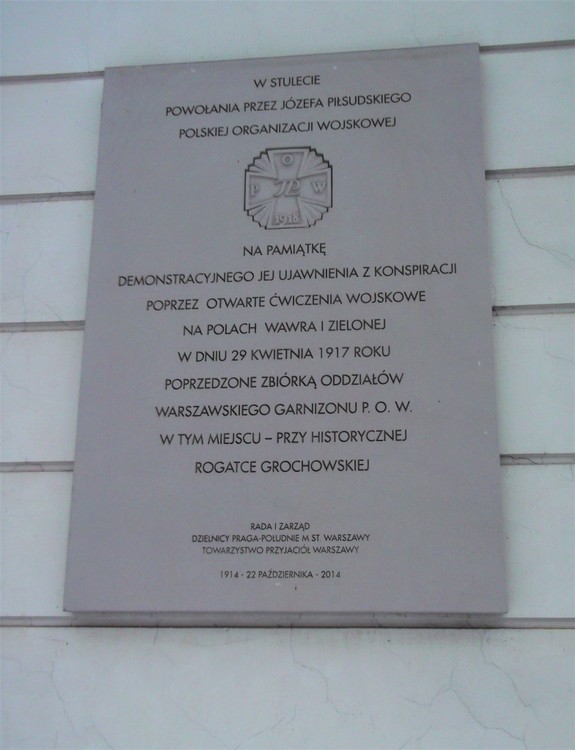 W STULECIE
POWOŁANIA PRZEZ JÓZEFA PIŁSUDSKIEGO
POLSKIEJ ORGANIZACJI WOJSKOWEJ
O
P JP W
1918
NA PAMIĄTKĘ
DEMONSTRACYJNEGO JEJ UJAWNIENIA Z KONSPIRACJI
POPRZEZ OTWARTE ĆWICZENIA WOJSKOWE
NA POLACH WAWRA I ZIELONEJ
W DNIU 29 KWIETNIA 1917 ROKU
POPRZEDZONE ZBIÓRKĄ ODDZIAŁÓW
WARSZAWSKIEGO GARNIZONU P. O. W.
W TYM MIEJSCU – PRZY HISTORYCZNEJ
ROGATCE GROCHOWSKIEJ
RADA I ZARZĄD
DZIELNICY PRAGA-POŁUDNIE M ST. WARSZAWY
TOWARZYSTWO PRZYJACIÓŁ WARSZAWY
1914 - 22 PAŹDZIERNIKA - 2014